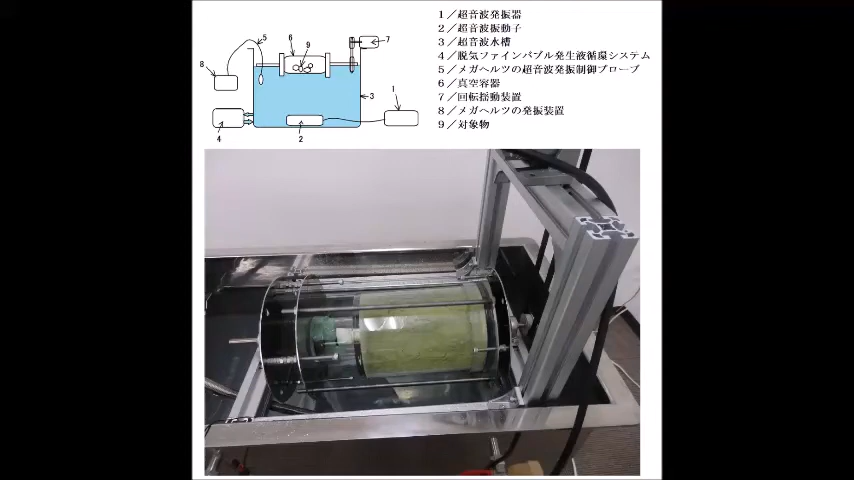 1／超音波発振器
2／超音波振動子
3／超音波水槽
4／脱気ファインバブル発生液循環システム
5／メガヘルツの超音波発振制御プローブ
6／真空容器
7／回転揺動装置
8／メガヘルツの発振装置
9／対象物
5
6
9
7
8
3
1
4
2